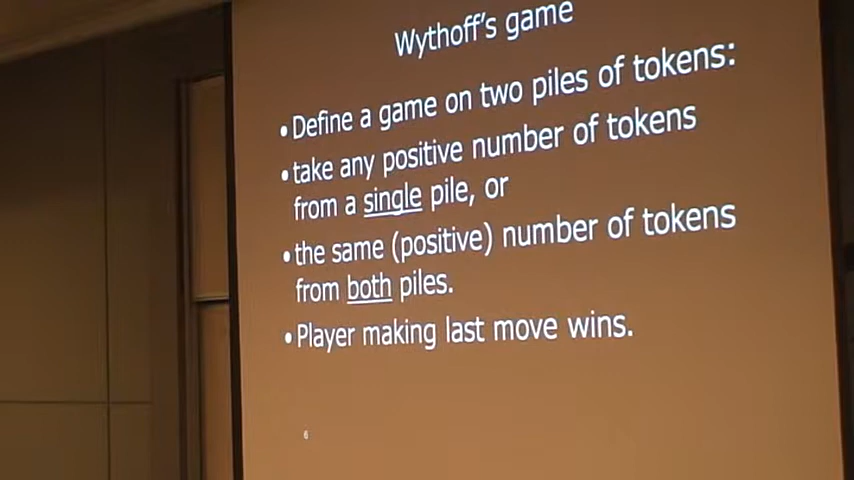 Wythoff's game
•Define a game on two piles of tokens:
•take any positive number of tokens
from a single pile, or
•the same (positive) number of tokens
from both piles.
•Player making last move wins.
6